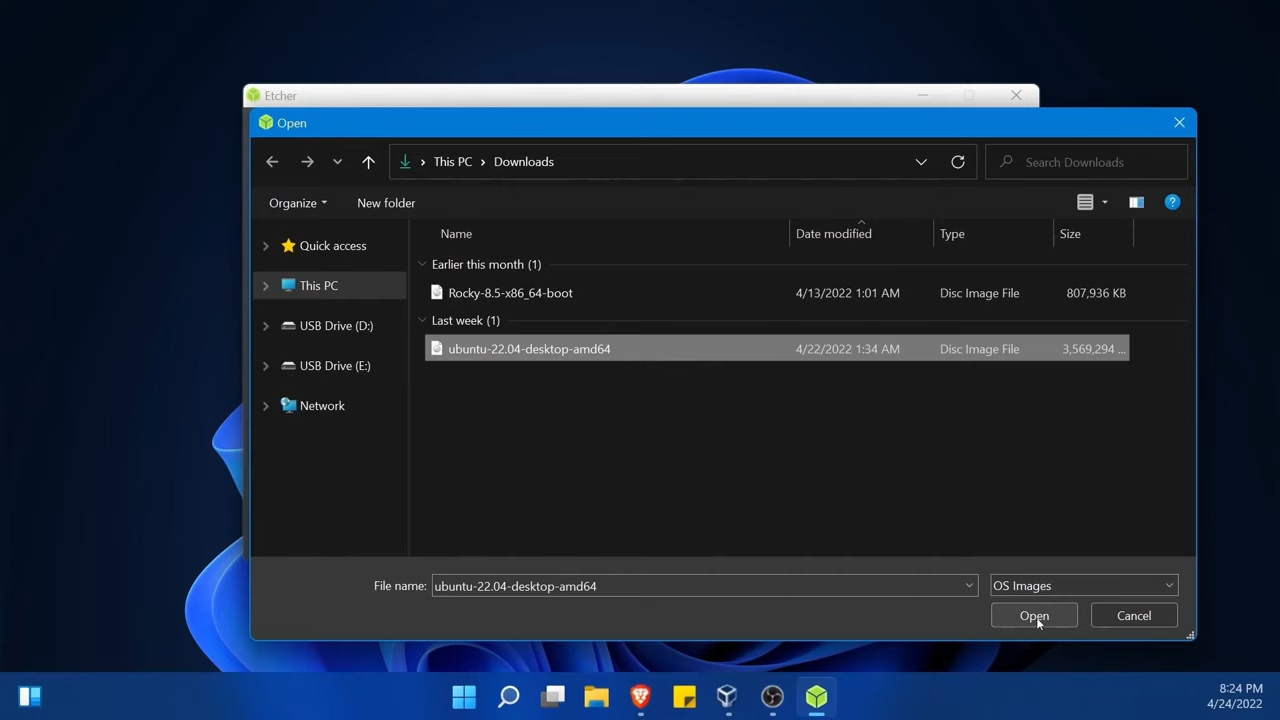 Etcher
Open
This PC
Downloads
Search Downloads
Organize
New folder
?
Name
Date modified
Type
Size
Quick access
This PC
USB Drive (D:)
USB Drive (E:)
Network
Earlier this month (1)
Rocky-8.5-x86_64-boot
4/13/2022 1:01 AM
Disc Image File
807,936 KB
Last week (1)
ubuntu-22.04-desktop-amd64
4/22/2022 1:34 AM
Disc Image File
3,569,294 ...
File name:
ubuntu-22.04-desktop-amd64
OS Images
Open
Cancel
8:24 PM
4/24/2022